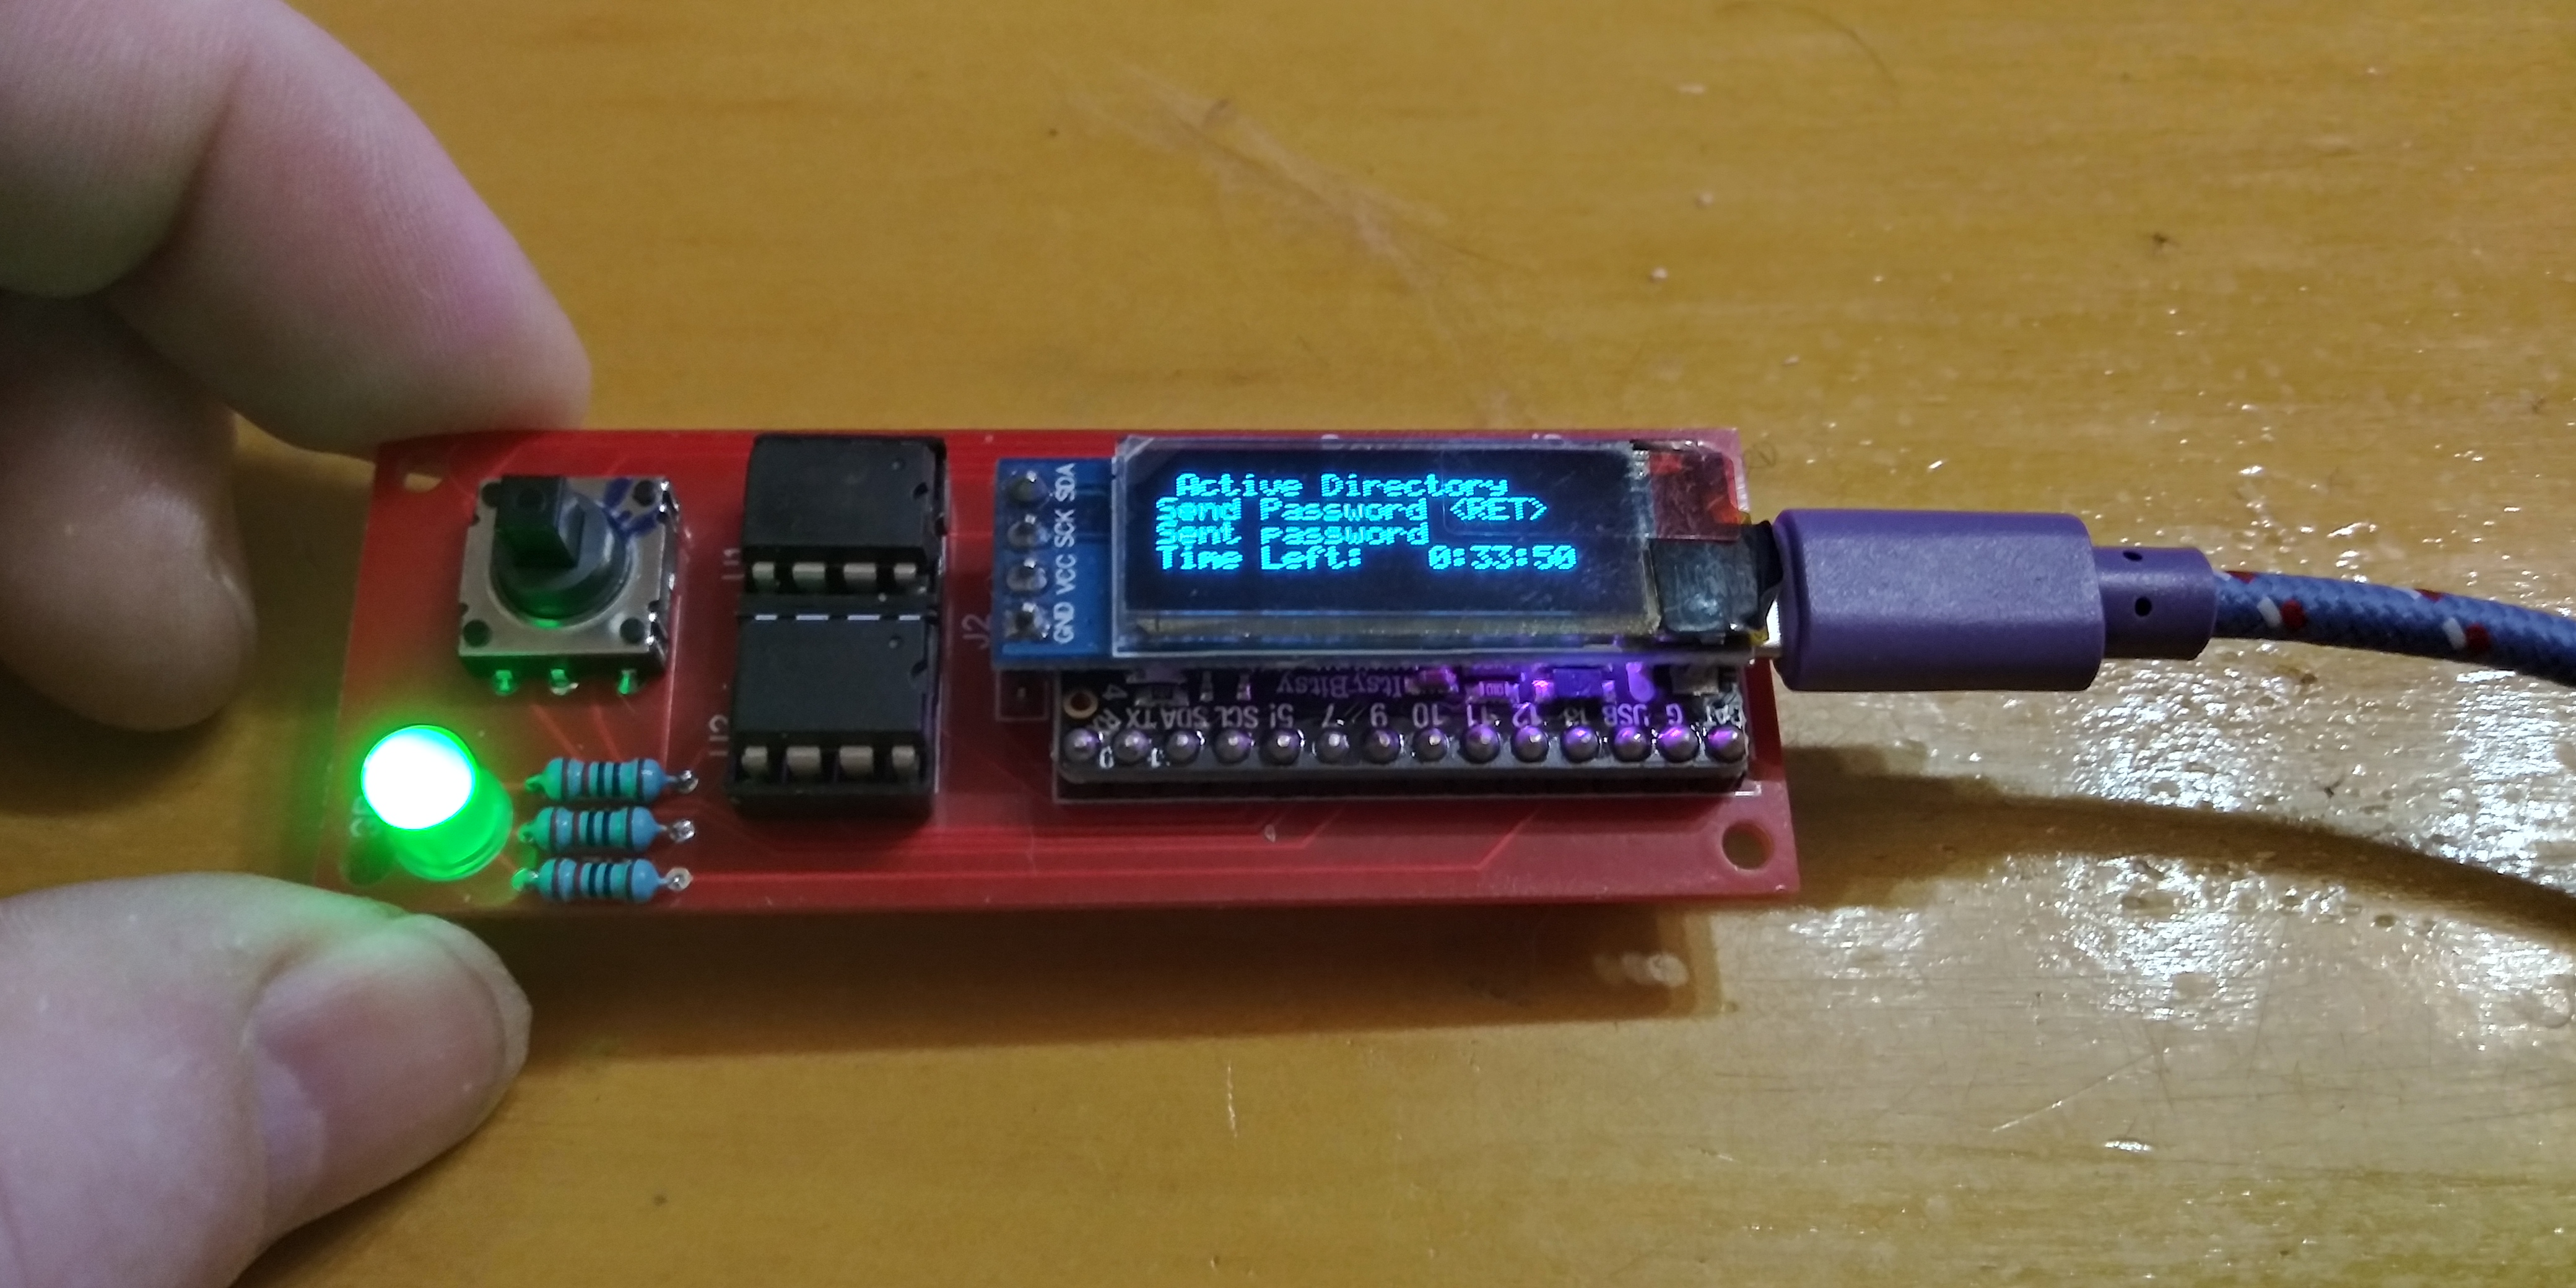 Active Directory
Send Password <RET>
Sent password
Time Left: 0:33:50
SDA
SCK
VCC
GND
U1
J2
U2
ItsyBitsy
TX SDA SCL 5! 7 9 10 11 12 13 USB G